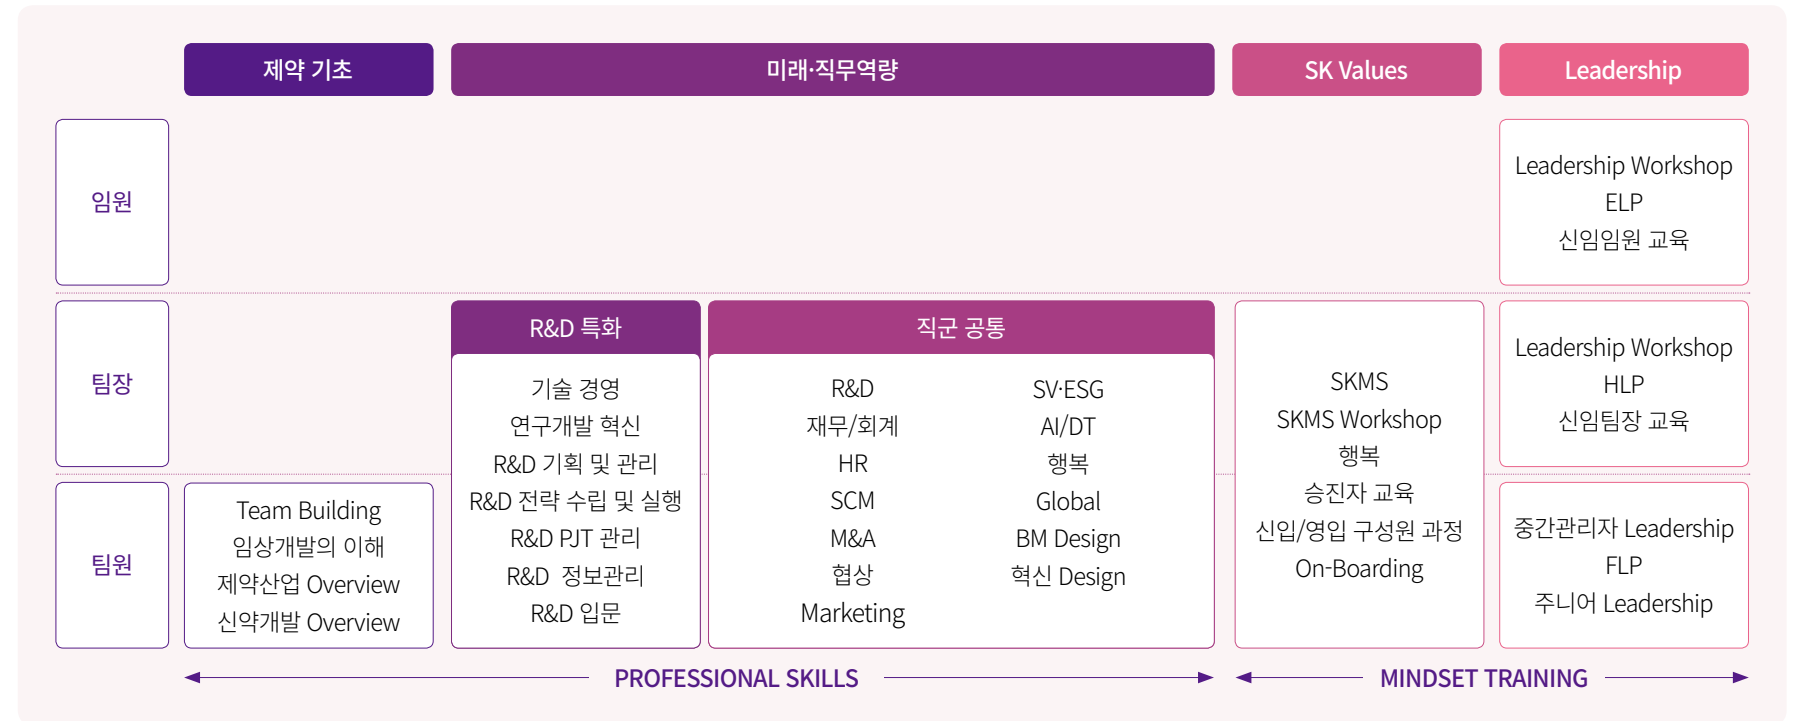 제약 기초
미래·직무역량
SK Values
Leadership
임원
Leadership Workshop
ELP
신임임원 교육
팀장
R&D 특화
기술 경영
연구개발 혁신
R&D 기획 및 관리
R&D 전략 수립 및 실행
R&D PJT 관리
R&D 정보관리
R&D 입문
직군 공통
R&D
재무/회계
HR
SCM
M&A
협상
Marketing
SV·ESG
AI/DT
행복
Global
BM Design
혁신 Design
SKMS
SKMS Workshop
행복
승진자 교육
신입/영입 구성원 과정
On-Boarding
Leadership Workshop
HLP
신임팀장 교육
팀원
Team Building
임상개발의 이해
제약산업 Overview
신약개발 Overview
중간관리자 Leadership
FLP
주니어 Leadership
PROFESSIONAL SKILLS
MINDSET TRAINING